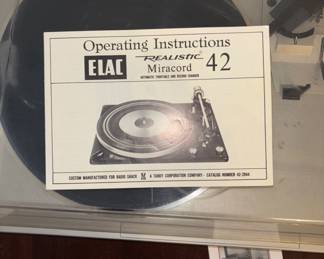 Operating Instructions
ELAC REALISTIC® 42
Miracord
AUTOMATIC TURNTABLE AND RECORD CHANGER
CUSTOM MANUFACTURED FOR RADIO SHACK A TANDY CORPORATION COMPANY - CATALOG NUMBER 42-2944